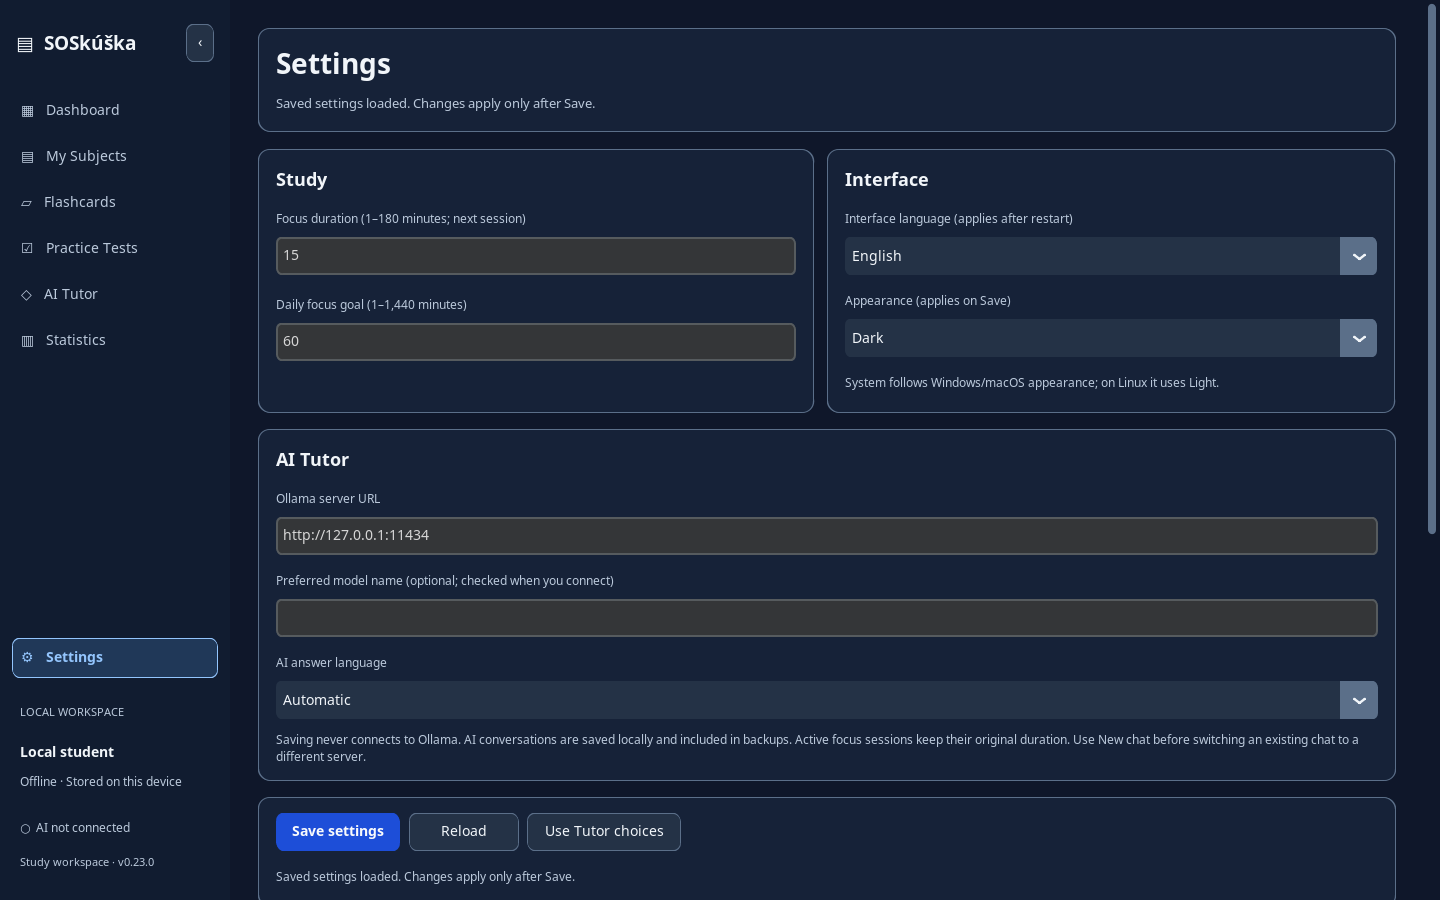 SOSkúška
‹
Dashboard
My Subjects
Flashcards
Practice Tests
AI Tutor
Statistics
Settings
LOCAL WORKSPACE
Local student
Offline · Stored on this device
AI not connected
Study workspace · v0.23.0
Settings
Saved settings loaded. Changes apply only after Save.
Study
Focus duration (1–180 minutes; next session)
15
Daily focus goal (1–1,440 minutes)
60
Interface
Interface language (applies after restart)
English
Appearance (applies on Save)
Dark
System follows Windows/macOS appearance; on Linux it uses Light.
AI Tutor
Ollama server URL
http://127.0.0.1:11434
Preferred model name (optional; checked when you connect)
AI answer language
Automatic
Saving never connects to Ollama. AI conversations are saved locally and included in backups. Active focus sessions keep their original duration. Use New chat before switching an existing chat to a
different server.
Save settings
Reload
Use Tutor choices
Saved settings loaded. Changes apply only after Save.